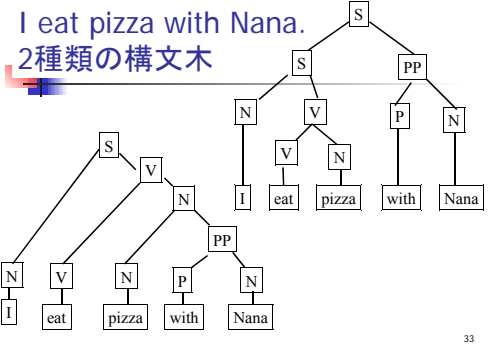 I eat pizza with Nana.
2種類の構文木
S
S PP
N V P N
V N
I eat pizza with Nana
S
V
N
PP
N V N P N
I eat pizza with Nana
33